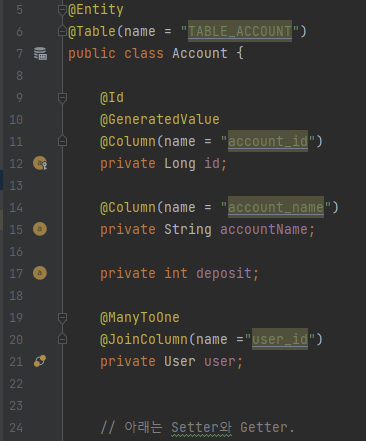 5 @Entity
6 @Table(name = "TABLE_ACCOUNT")
7 public class Account {
8
9 @Id
10 @GeneratedValue
11 @Column(name = "account_id")
12 private Long id;
13
14 @Column(name = "account_name")
15 private String accountName;
16
17 private int deposit;
18
19 @ManyToOne
20 @JoinColumn(name ="user_id")
21 private User user;
22
23
24 // 아래는 Setter와 Getter.